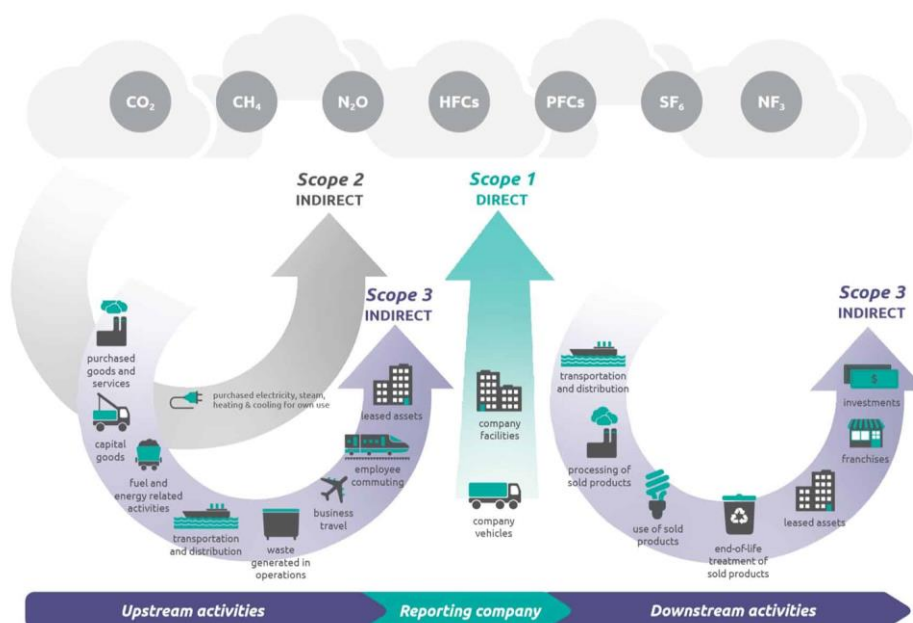 CO₂
CH₄
N₂O
HFCs
PFCs
SF₆
NF₃
Scope 2
INDIRECT
Scope 1
DIRECT
Scope 3
INDIRECT
Scope 3
INDIRECT
purchased
goods and
services
capital
goods
fuel and
energy related
activities
transportation
and distribution
waste
generated in
operations
business
travel
employee
commuting
leased assets
purchased electricity, steam,
heating & cooling for own use
company
facilities
company
vehicles
transportation
and distribution
processing of
sold products
use of sold
products
end-of-life
treatment of
sold products
leased assets
franchises
investments
$
Upstream activities
Reporting company
Downstream activities